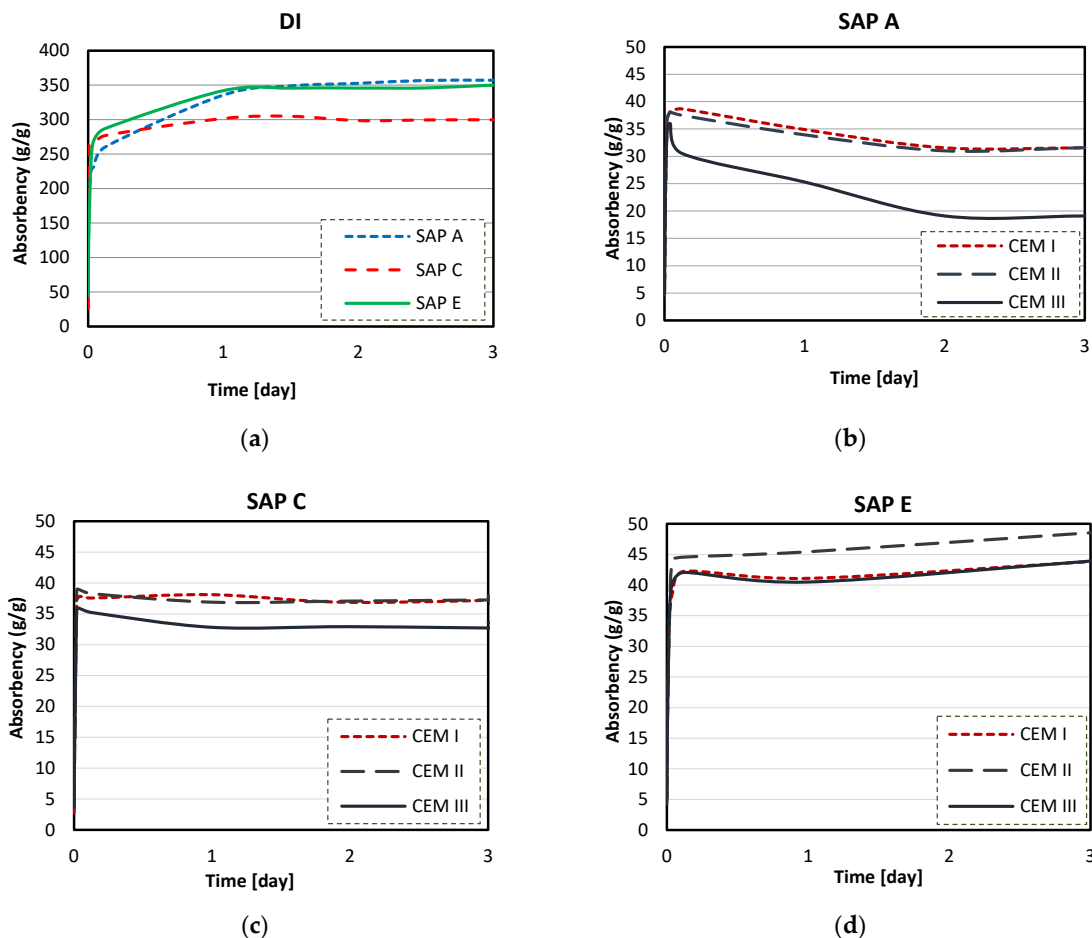 DI
Absorbency (g/g)
400
350
300
250
200
150
100
50
0
SAP A
SAP C
SAP E
0 1 2 3
Time [day]
(a)
SAP A
Absorbency (g/g)
50
45
40
35
30
25
20
15
10
5
0
CEM I
CEM II
CEM III
0 1 2 3
Time [day]
(b)
SAP C
Absorbency (g/g)
50
45
40
35
30
25
20
15
10
5
0
CEM I
CEM II
CEM III
0 1 2 3
Time [day]
(c)
SAP E
Absorbency (g/g)
50
45
40
35
30
25
20
15
10
5
0
CEM I
CEM II
CEM III
0 1 2 3
Time [day]
(d)